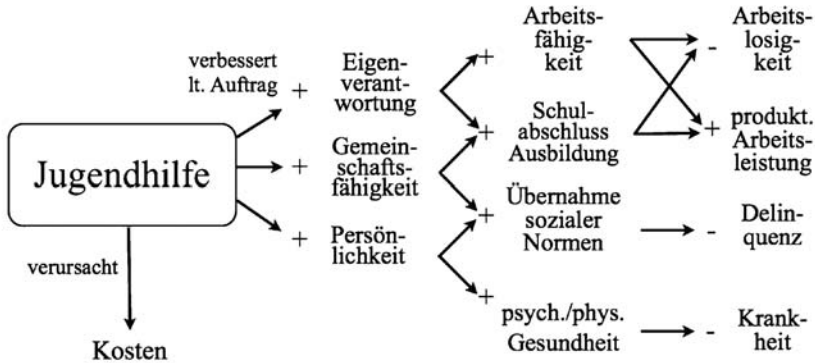 verbessert
lt. Auftrag
Jugendhilfe
verursacht
Kosten
+
Eigen-
verant-
wortung
+
Gemein-
schafts-
fähigkeit
+
Persön-
lichkeit
+
Arbeits-
fähig-
keit
+
Schul-
abschluss
Ausbildung
+
Übernahme
sozialer
Normen
+
psych./phys.
Gesundheit
-
Arbeits-
losig-
keit
+
produkt.
Arbeits-
leistung
-
Delin-
quenz
-
Krank-
heit